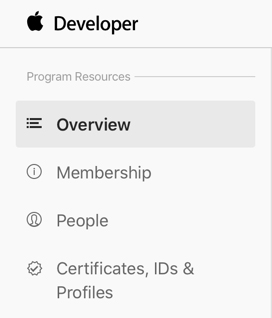 Developer
Program Resources
Overview
Membership
People
Certificates, IDs &
Profiles